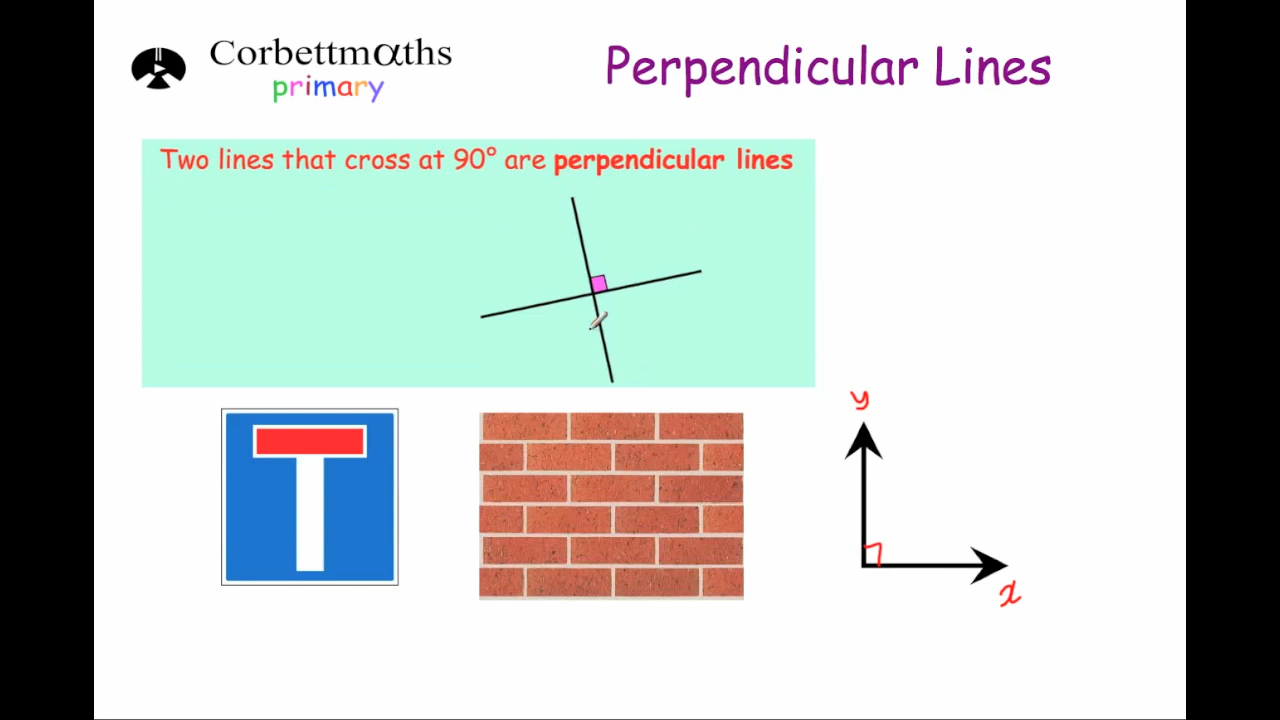 Corbettmαths
primary
Perpendicular Lines
Two lines that cross at 90° are perpendicular lines
y
x